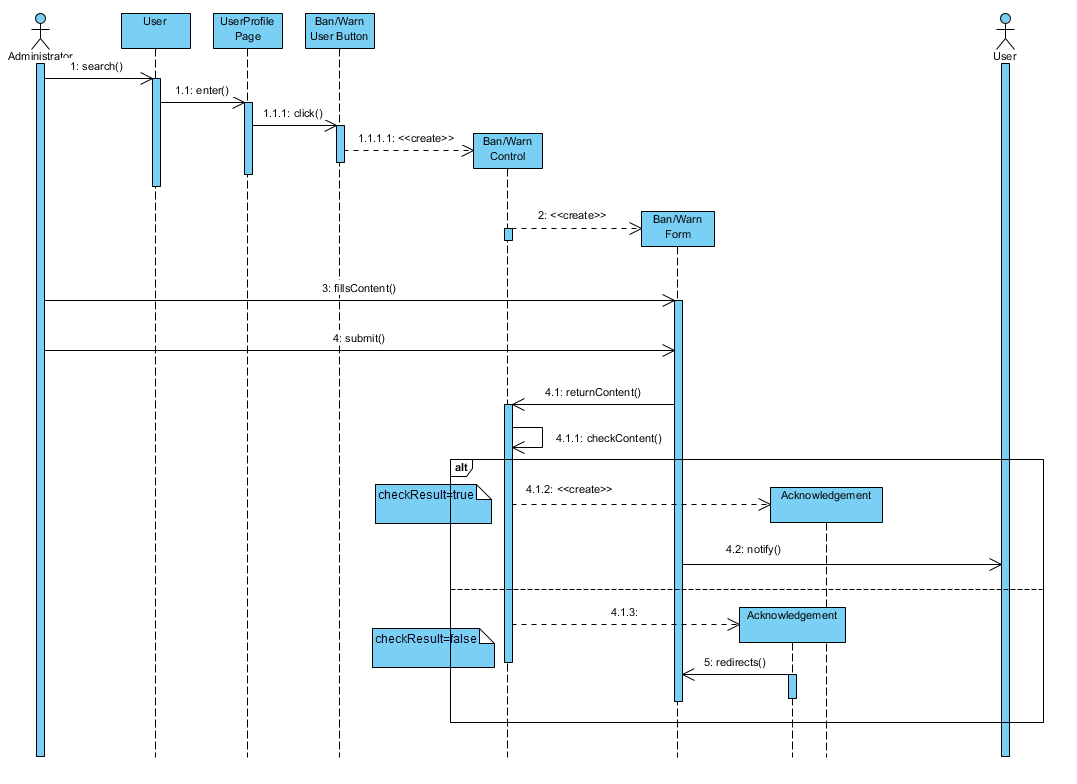 User
UserProfile
Page
Ban/Warn
User Button
Administrator
User
1: search()
1.1: enter()
1.1.1: click()
1.1.1.1: <<create>>
Ban/Warn
Control
2: <<create>>
Ban/Warn
Form
3: fillsContent()
4: submit()
4.1: returnContent()
4.1.1: checkContent()
alt
checkResult=true
4.1.2: <<create>>
Acknowledgement
4.2: notify()
4.1.3:
Acknowledgement
checkResult=false
5: redirects()